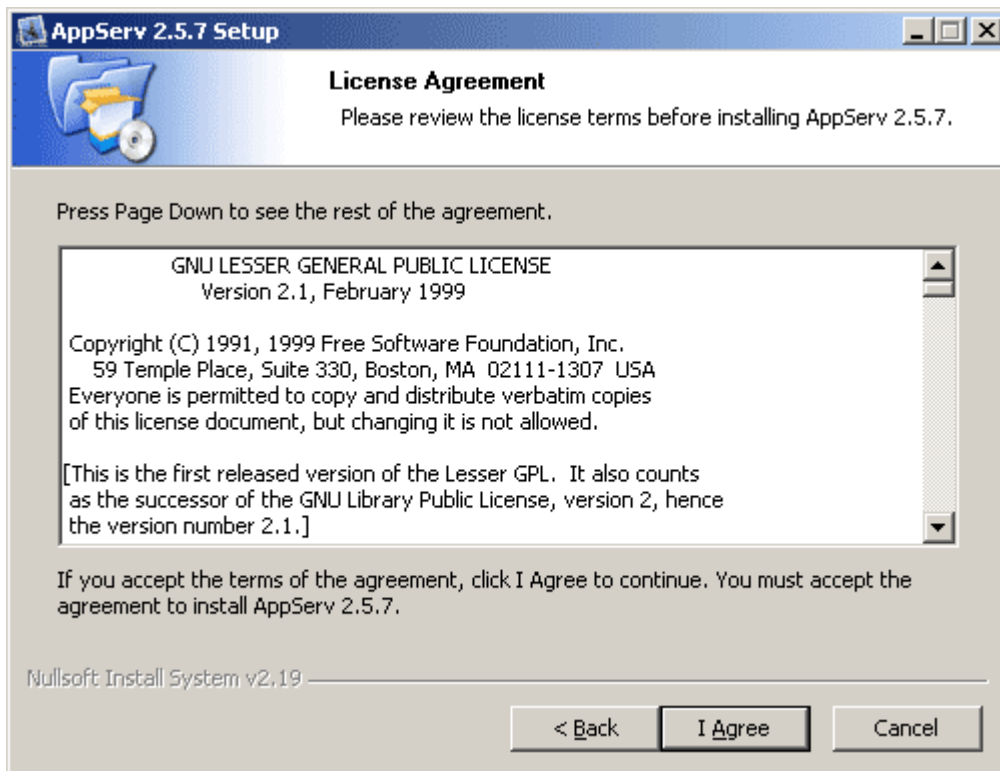 AppServ 2.5.7 Setup
License Agreement
Please review the license terms before installing AppServ 2.5.7.
Press Page Down to see the rest of the agreement.
GNU LESSER GENERAL PUBLIC LICENSE
Version 2.1, February 1999
Copyright (C) 1991, 1999 Free Software Foundation, Inc.
59 Temple Place, Suite 330, Boston, MA  02111-1307  USA
Everyone is permitted to copy and distribute verbatim copies
of this license document, but changing it is not allowed.
[This is the first released version of the Lesser GPL.  It also counts
as the successor of the GNU Library Public License, version 2, hence
the version number 2.1.]
If you accept the terms of the agreement, click I Agree to continue. You must accept the
agreement to install AppServ 2.5.7.
Nullsoft Install System v2.19
< Back    I Agree    Cancel